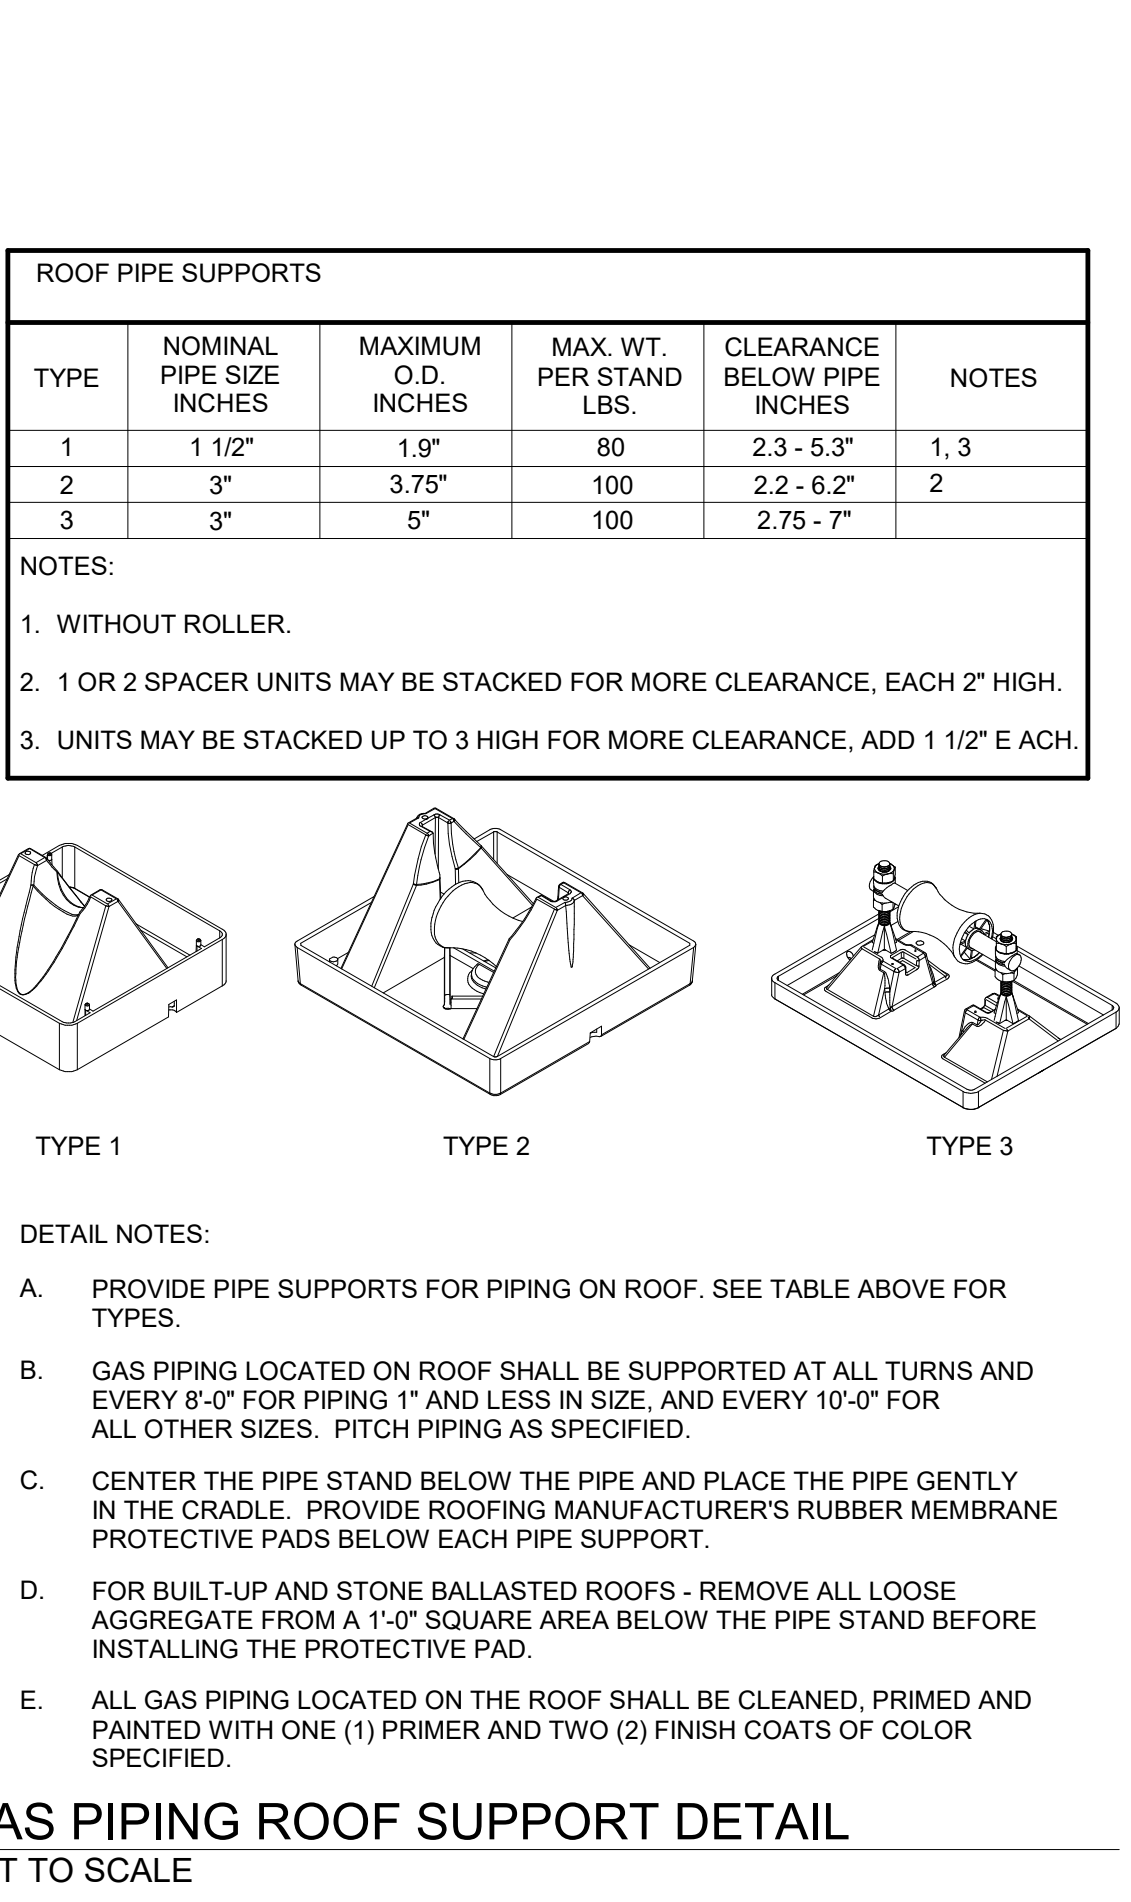 ROOF PIPE SUPPORTS
TYPE NOMINAL PIPE SIZE INCHES MAXIMUM O.D. INCHES MAX. WT. PER STAND LBS. CLEARANCE BELOW PIPE INCHES NOTES
1 1 1/2" 1.9" 80 2.3 - 5.3" 1, 3
2 3" 3.75" 100 2.2 - 6.2" 2
3 3" 5" 100 2.75 - 7"
NOTES:
1. WITHOUT ROLLER.
2. 1 OR 2 SPACER UNITS MAY BE STACKED FOR MORE CLEARANCE, EACH 2" HIGH.
3. UNITS MAY BE STACKED UP TO 3 HIGH FOR MORE CLEARANCE, ADD 1 1/2" E ACH.
TYPE 1 TYPE 2 TYPE 3
DETAIL NOTES:
A. PROVIDE PIPE SUPPORTS FOR PIPING ON ROOF. SEE TABLE ABOVE FOR
TYPES.
B. GAS PIPING LOCATED ON ROOF SHALL BE SUPPORTED AT ALL TURNS AND
EVERY 8'-0" FOR PIPING 1" AND LESS IN SIZE, AND EVERY 10'-0" FOR
ALL OTHER SIZES. PITCH PIPING AS SPECIFIED.
C. CENTER THE PIPE STAND BELOW THE PIPE AND PLACE THE PIPE GENTLY
IN THE CRADLE. PROVIDE ROOFING MANUFACTURER'S RUBBER MEMBRANE
PROTECTIVE PADS BELOW EACH PIPE SUPPORT.
D. FOR BUILT-UP AND STONE BALLASTED ROOFS - REMOVE ALL LOOSE
AGGREGATE FROM A 1'-0" SQUARE AREA BELOW THE PIPE STAND BEFORE
INSTALLING THE PROTECTIVE PAD.
E. ALL GAS PIPING LOCATED ON THE ROOF SHALL BE CLEANED, PRIMED AND
PAINTED WITH ONE (1) PRIMER AND TWO (2) FINISH COATS OF COLOR
SPECIFIED.
AS PIPING ROOF SUPPORT DETAIL
T TO SCALE